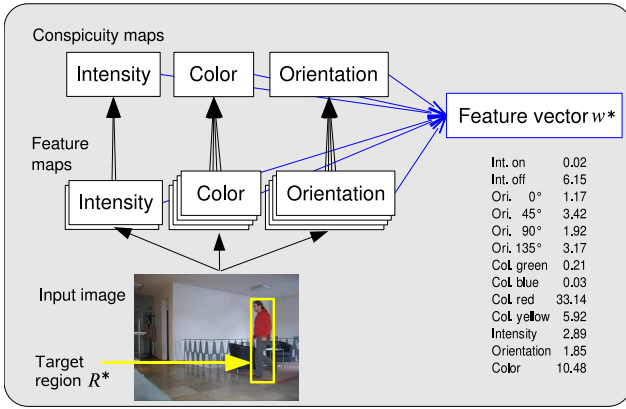 Conspicuity maps
Intensity
Color
Orientation
Feature vector w*
Feature maps
Intensity
Color
Orientation
Input image
Target region R*
Int. on 0.02
Int. off 6.15
Ori. 0° 1.17
Ori. 45° 3.42
Ori. 90° 1.92
Ori. 135° 3.17
Col. green 0.21
Col. blue 0.03
Col. red 33.14
Col. yellow 5.92
Intensity 2.89
Orientation 1.85
Color 10.48